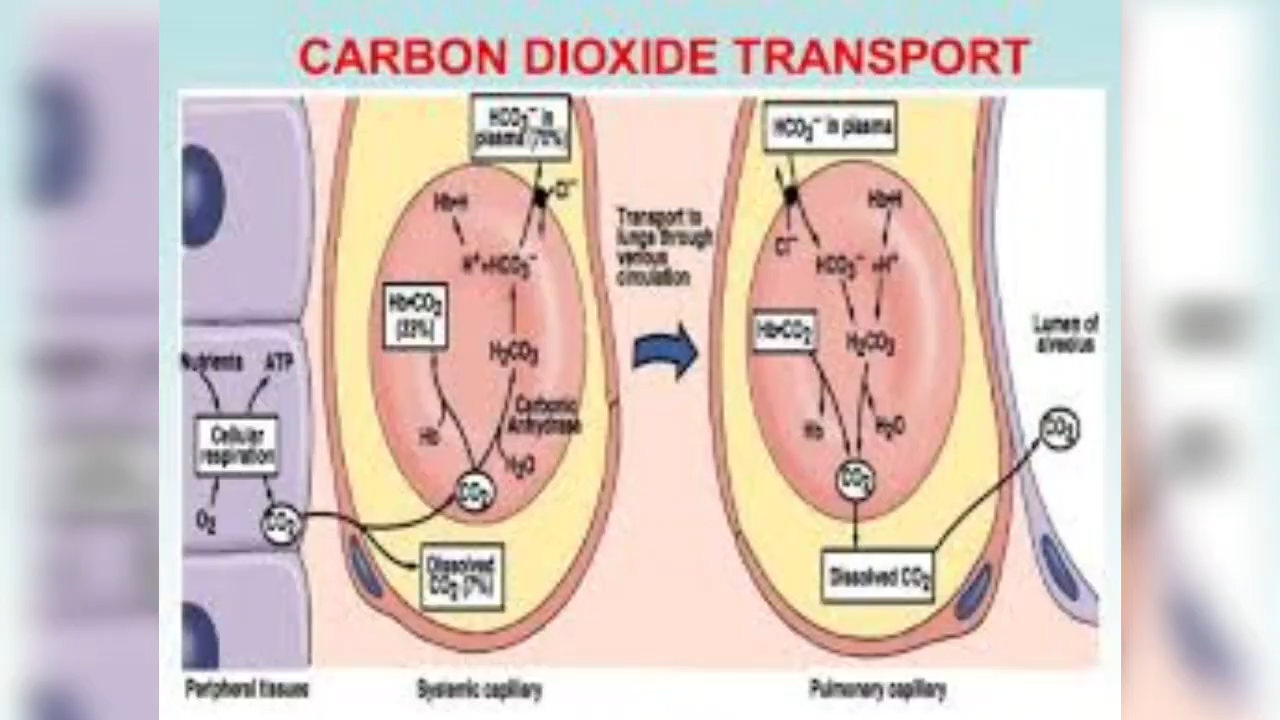 CARBON DIOXIDE TRANSPORT
HCO₃⁻ in
plasma (70%)
Hb•H
Cl⁻
H⁺+HCO₃⁻
Hb•CO₂
(23%)
H₂CO₃
Carbonic
Anhydrase
Hb
H₂O
CO₂
Nutrients
ATP
Cellular
respiration
O₂
CO₂
Dissolved
CO₂ (7%)
Transport to
lungs through
venous
circulation
HCO₃⁻ in plasma
Hb•H
Cl⁻
HCO₃⁻ +H⁺
Hb•CO₂
H₂CO₃
Hb
H₂O
CO₂
Dissolved CO₂
Lumen of
alveolus
CO₂
Peripheral tissues
Systemic capillary
Pulmonary capillary